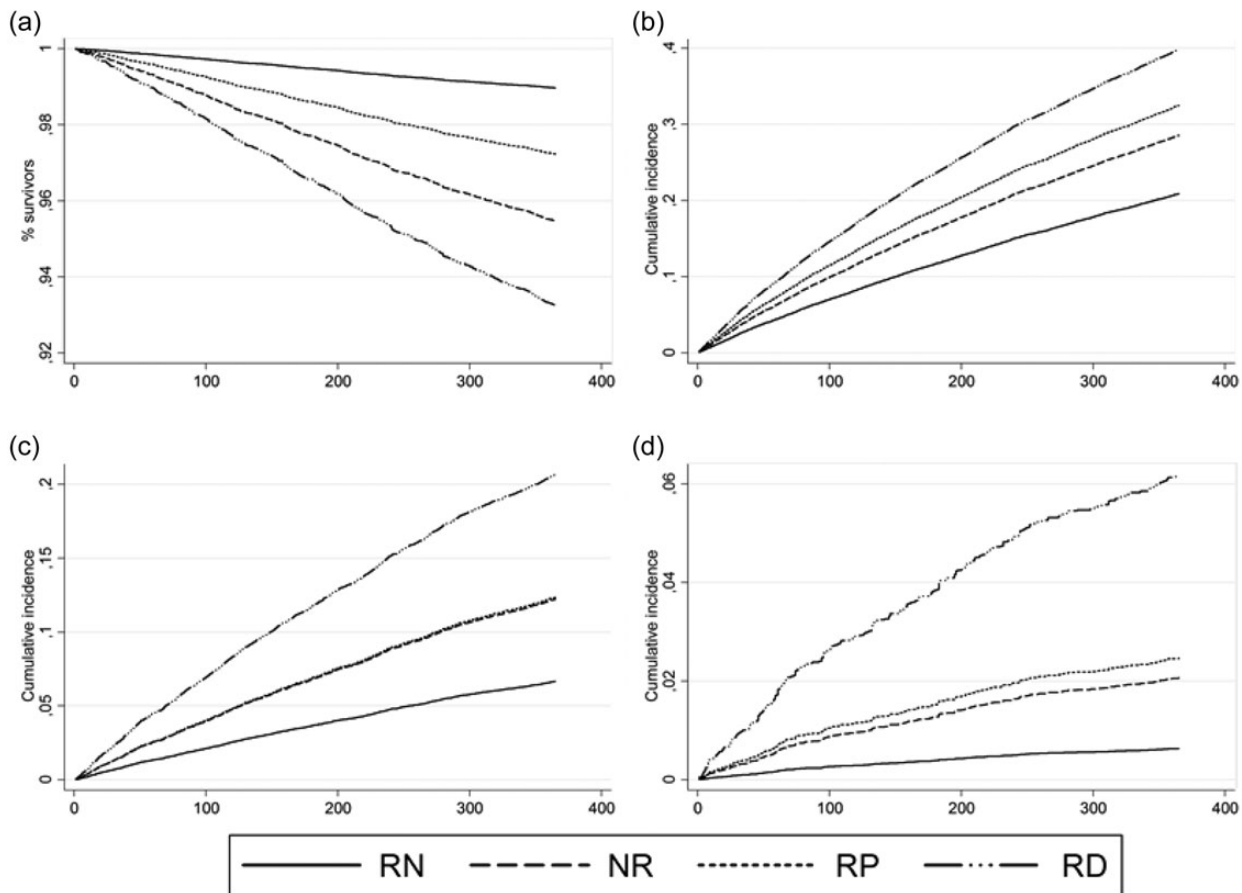 (a)
% survivors
1
,98
,96
,94
,92
0 100 200 300 400
(b)
Cumulative incidence
,4
,3
,2
,1
0
0 100 200 300 400
(c)
Cumulative incidence
,2
,15
,1
,05
0
0 100 200 300 400
(d)
Cumulative incidence
,06
,04
,02
0
0 100 200 300 400
RN NR RP RD